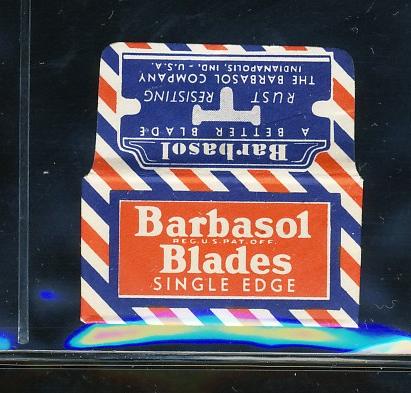 Barbasol
A BETTER BLADE
RUST RESISTING
THE BARBASOL COMPANY
INDIANAPOLIS, IND. - U.S.A.
Barbasol
REG.U.S.PAT.OFF.
Blades
SINGLE EDGE